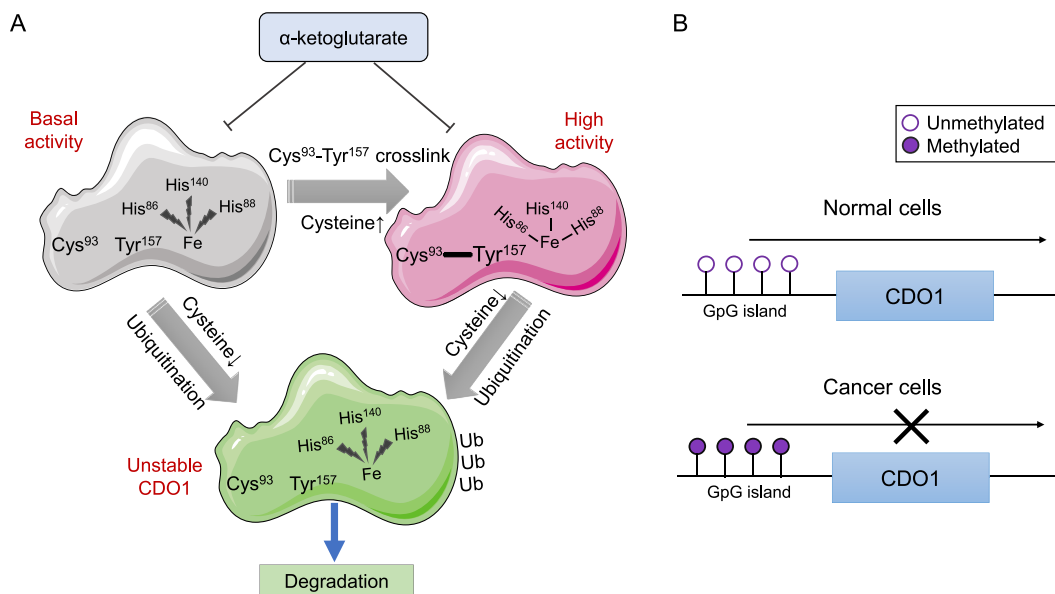 A
α-ketoglutarate
Basal
activity
High
activity
Cys⁹³-Tyr¹⁵⁷ crosslink
Cysteine↑
His¹⁴⁰
His⁸⁶
His⁸⁸
Fe
Cys⁹³
Tyr¹⁵⁷
His¹⁴⁰
His⁸⁶
His⁸⁸
Fe
Cys⁹³
Tyr¹⁵⁷
Cysteine↓
Ubiquitination
Cysteine↓
Ubiquitination
Unstable
CDO1
His¹⁴⁰
His⁸⁶
His⁸⁸
Fe
Cys⁹³
Tyr¹⁵⁷
Ub
Ub
Ub
Degradation
B
Unmethylated
Methylated
Normal cells
CDO1
GpG island
Cancer cells
CDO1
GpG island